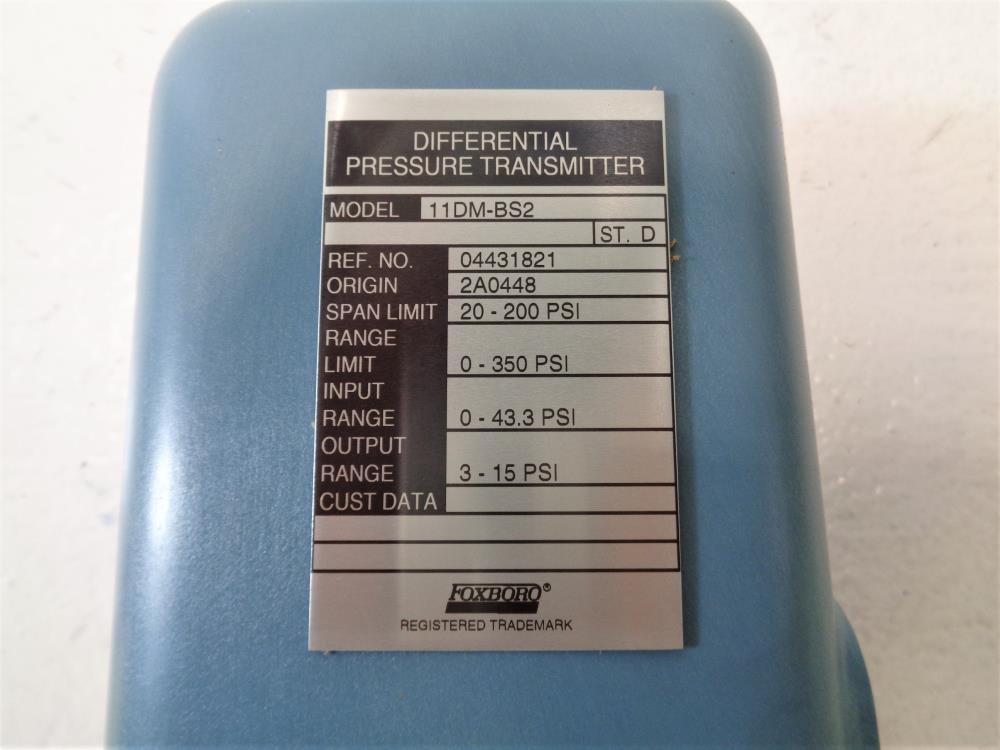 DIFFERENTIAL
PRESSURE TRANSMITTER
MODEL 11DM-BS2
ST. D
REF. NO. 04431821
ORIGIN 2A0448
SPAN LIMIT 20 - 200 PSI
RANGE
LIMIT 0 - 350 PSI
INPUT
RANGE 0 - 43.3 PSI
OUTPUT
RANGE 3 - 15 PSI
CUST DATA
FOXBORO®
REGISTERED TRADEMARK